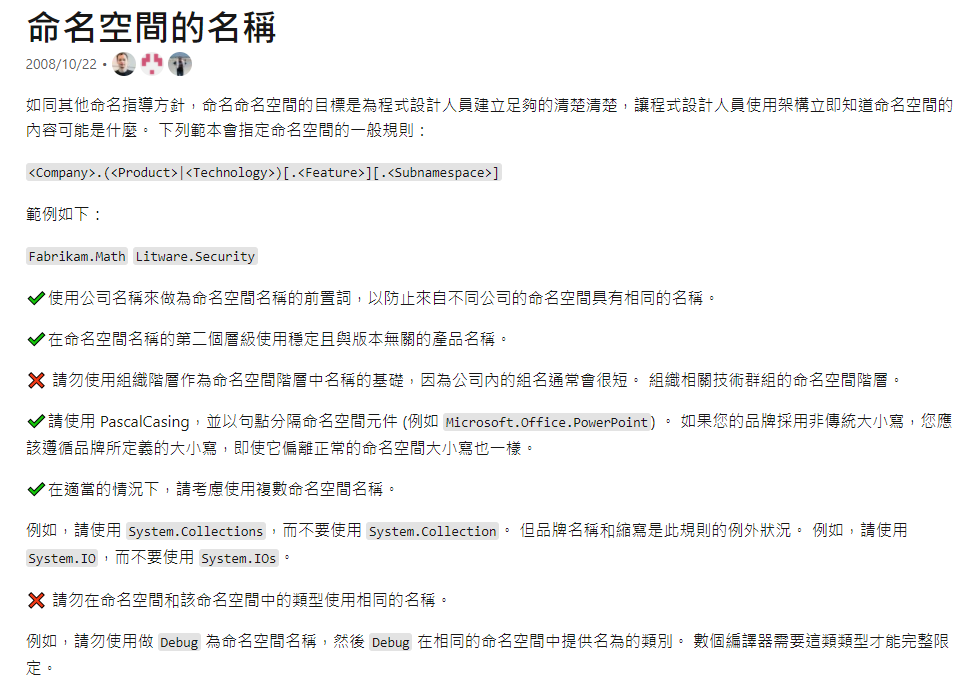 命名空間的名稱
2008/10/22 •
如同其他命名指導方針，命名命名空間的目標是為程式設計人員建立足夠的清楚清楚，讓程式設計人員使用架構立即知道命名空間的
內容可能是什麼。 下列範本會指定命名空間的一般規則：
<Company>.(<Product>|<Technology>)[.<Feature>][.<Subnamespace>]
範例如下：
Fabrikam.Math Litware.Security
✔使用公司名稱來做為命名空間名稱的前置詞，以防止來自不同公司的命名空間具有相同的名稱。
✔在命名空間名稱的第二個層級使用穩定且與版本無關的產品名稱。
❌ 請勿使用組織階層作為命名空間階層中名稱的基礎，因為公司內的組名通常會很短。 組織相關技術群組的命名空間階層。
✔請使用 PascalCasing，並以句點分隔命名空間元件 (例如 Microsoft.Office.PowerPoint) 。 如果您的品牌採用非傳統大小寫，您應
該遵循品牌所定義的大小寫，即使它偏離正常的命名空間大小寫也一樣。
✔在適當的情況下，請考慮使用複數命名空間名稱。
例如，請使用 System.Collections，而不要使用 System.Collection。 但品牌名稱和縮寫是此規則的例外狀況。 例如，請使用
System.IO，而不要使用 System.IOs。
❌ 請勿在命名空間和該命名空間中的類型使用相同的名稱。
例如，請勿使用做 Debug 為命名空間名稱，然後 Debug 在相同的命名空間中提供名為的類別。 數個編譯器需要這類類型才能完整限
定。